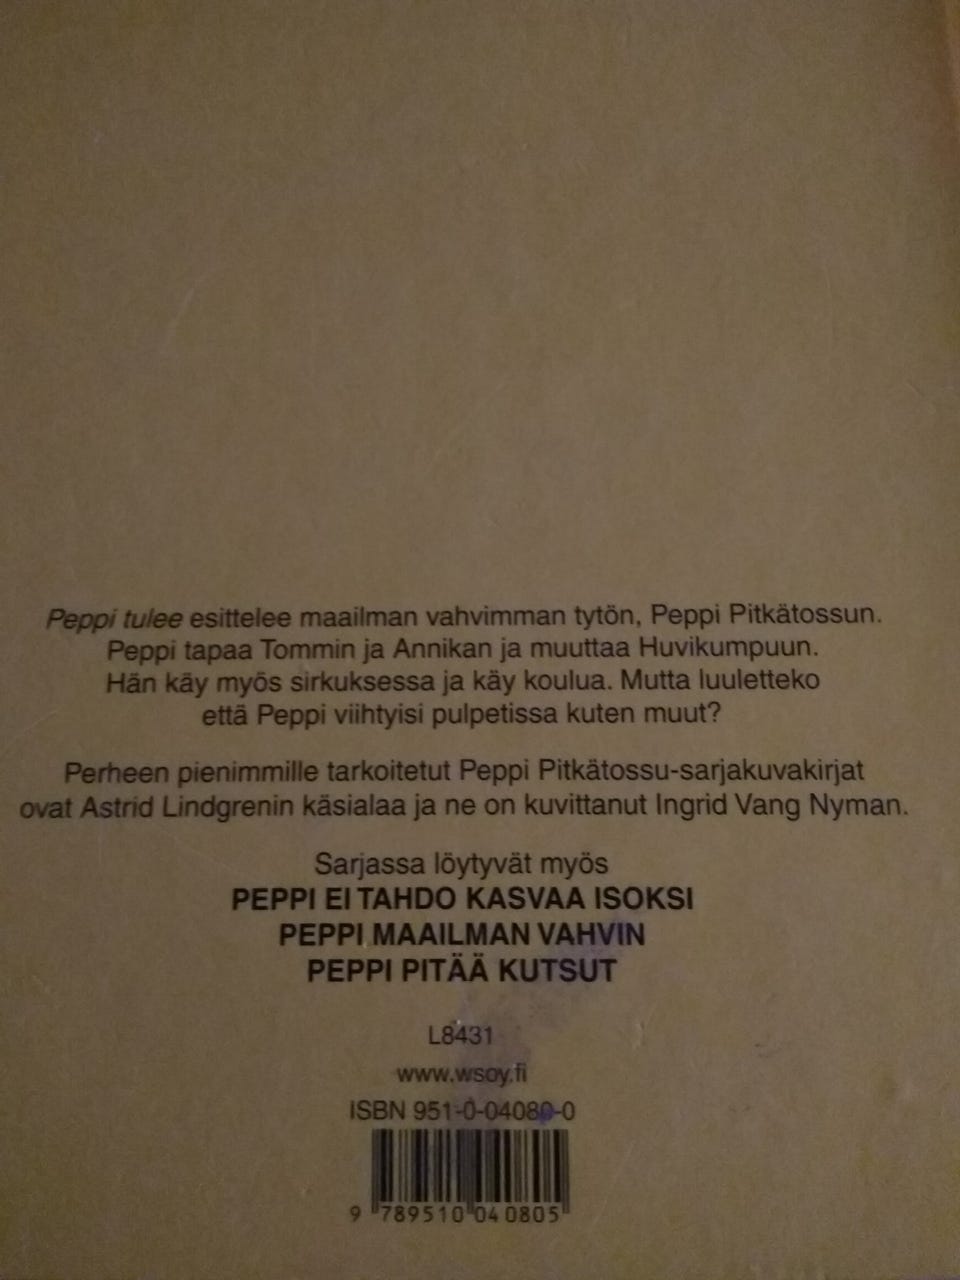 Peppi tulee esittelee maailman vahvimman tytön, Peppi Pitkätossun.
Peppi tapaa Tommin ja Annikan ja muuttaa Huvikumpuun.
Hän käy myös sirkuksessa ja käy koulua. Mutta luuletteko
että Peppi viihtyisi pulpetissa kuten muut?
Perheen pienimmille tarkoitetut Peppi Pitkätossu-sarjakuvakirjat
ovat Astrid Lindgrenin käsialaa ja ne on kuvittanut Ingrid Vang Nyman.
Sarjassa löytyvät myös
PEPPI EI TAHDO KASVAA ISOKSI
PEPPI MAAILMAN VAHVIN
PEPPI PITÄÄ KUTSUT
L8431
www.wsoy.fi
ISBN 951-0-04080-0
9 789510 040805